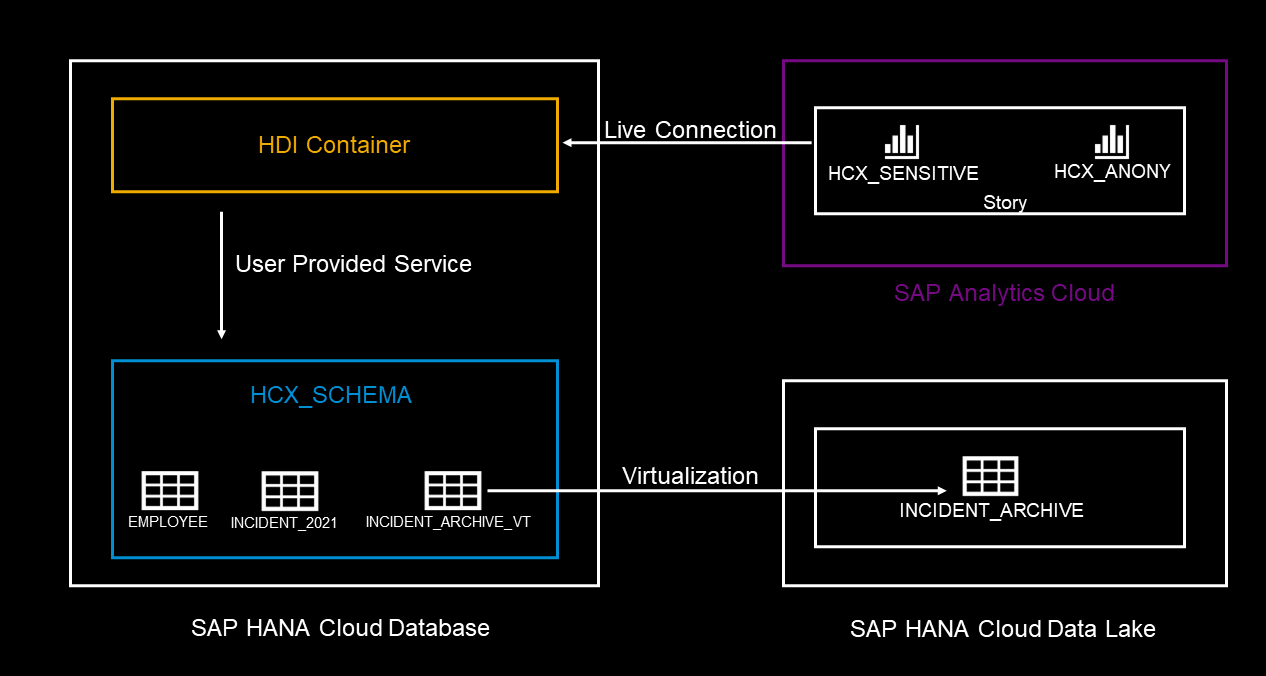 HDI Container
Live Connection
HCX_SENSITIVE
HCX_ANONY
Story
SAP Analytics Cloud
User Provided Service
HCX_SCHEMA
EMPLOYEE
INCIDENT_2021
INCIDENT_ARCHIVE_VT
Virtualization
INCIDENT_ARCHIVE
SAP HANA Cloud Database
SAP HANA Cloud Data Lake